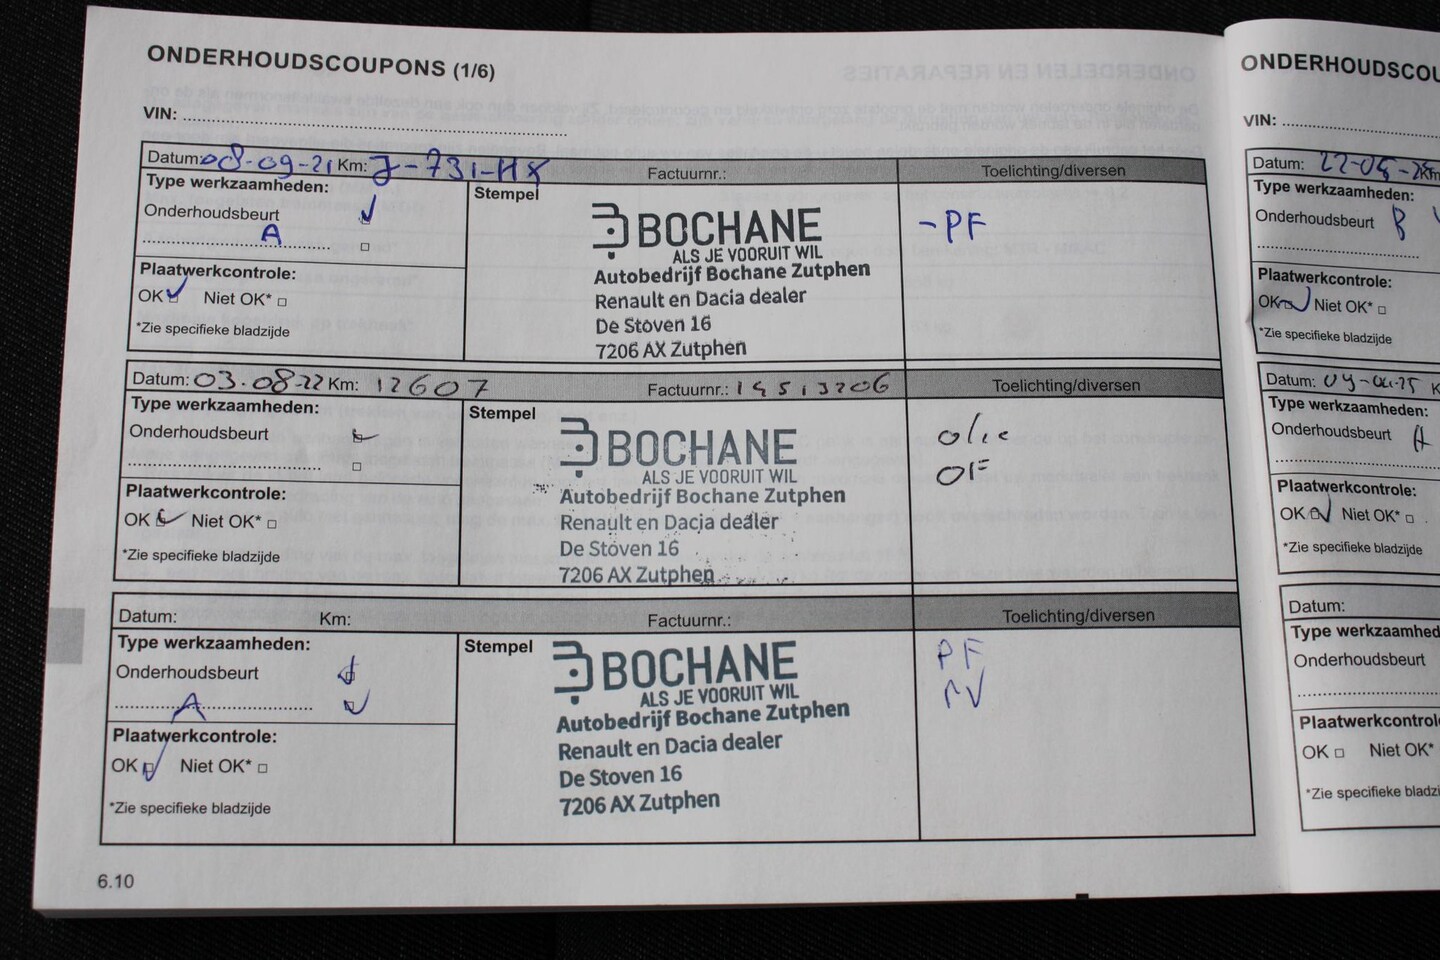 ONDERHOUDSCOUPONS (1/6)
VIN:
Datum: 08-09-21 Km: J-731-HX Factuurnr.: Toelichting/diversen
Type werkzaamheden:
Stempel
Onderhoudsbeurt
A
Plaatwerkcontrole:
OK Niet OK*
*Zie specifieke bladzijde
BOCHANE
ALS JE VOORUIT WIL
Autobedrijf Bochane Zutphen
Renault en Dacia dealer
De Stoven 16
7206 AX Zutphen
-PF
Datum: 03.08-22 Km: 12607 Factuurnr.: 14513206 Toelichting/diversen
Type werkzaamheden:
Stempel
Onderhoudsbeurt
Plaatwerkcontrole:
OK Niet OK*
*Zie specifieke bladzijde
BOCHANE
ALS JE VOORUIT WIL
Autobedrijf Bochane Zutphen
Renault en Dacia dealer
De Stoven 16
7206 AX Zutphen
olie
OF
Datum: Km: Factuurnr.: Toelichting/diversen
Type werkzaamheden:
Stempel
Onderhoudsbeurt
A
Plaatwerkcontrole:
OK Niet OK*
*Zie specifieke bladzijde
BOCHANE
ALS JE VOORUIT WIL
Autobedrijf Bochane Zutphen
Renault en Dacia dealer
De Stoven 16
7206 AX Zutphen
PF
rV
6.10
ONDERHOUDSCOU
VIN:
Datum:
Type werkzaamheden:
Onderhoudsbeurt B
Plaatwerkcontrole:
OK Niet OK*
*Zie specifieke bladzijde
Datum:
Type werkzaamheden:
Onderhoudsbeurt A
Plaatwerkcontrole:
OK Niet OK*
*Zie specifieke bladzijde
Datum:
Type werkzaamhed
Onderhoudsbeurt
Plaatwerkcontrol
OK Niet OK*
*Zie specifieke bladzi